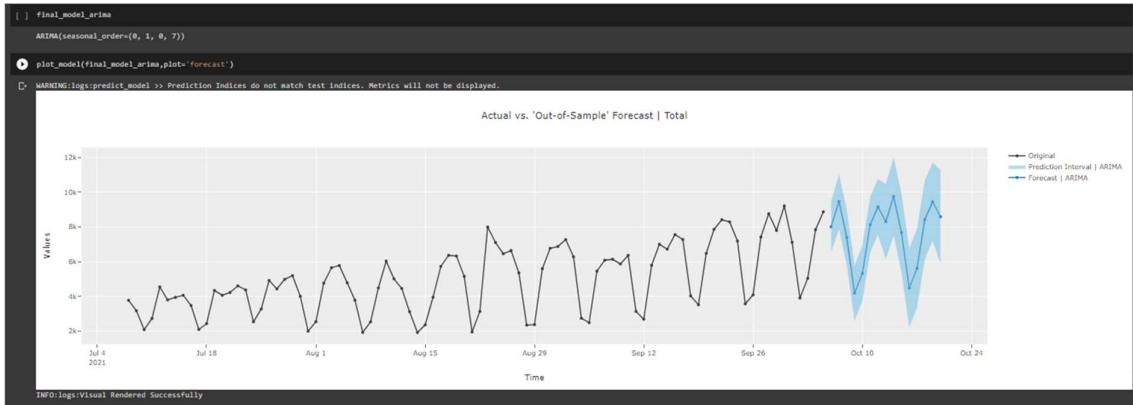 [ ] final_model_arima
ARIMA(seasonal_order=(0, 1, 0, 7))
plot_model(final_model_arima,plot='forecast')
WARNING:logs:predict_model >> Prediction Indices do not match test indices. Metrics will not be displayed.
Actual vs. 'Out-of-Sample' Forecast | Total
12k
10k
8k
6k
4k
2k
Values
Original
Prediction Interval | ARIMA
Forecast | ARIMA
Jul 4 Jul 18 Aug 1 Aug 15 Aug 29 Sep 12 Sep 26 Oct 10 Oct 24
2021
Time
INFO:logs:Visual Rendered Successfully